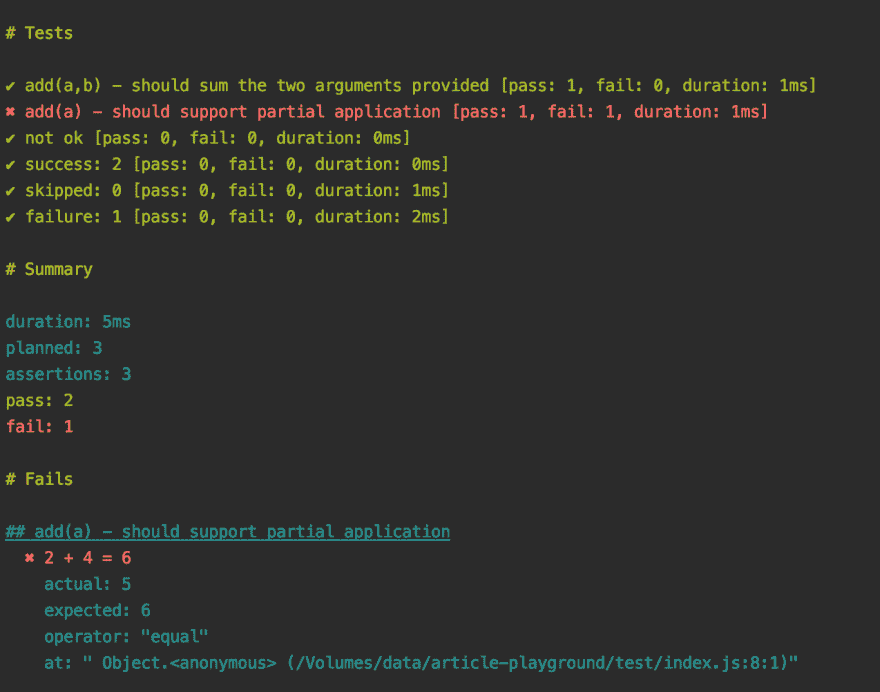 # Tests
✔ add(a,b) – should sum the two arguments provided [pass: 1, fail: 0, duration: 1ms]
✖ add(a) – should support partial application [pass: 1, fail: 1, duration: 1ms]
✔ not ok [pass: 0, fail: 0, duration: 0ms]
✔ success: 2 [pass: 0, fail: 0, duration: 0ms]
✔ skipped: 0 [pass: 0, fail: 0, duration: 1ms]
✔ failure: 1 [pass: 0, fail: 0, duration: 2ms]
# Summary
duration: 5ms
planned: 3
assertions: 3
pass: 2
fail: 1
# Fails
## add(a) – should support partial application
✖ 2 + 4 = 6
actual: 5
expected: 6
operator: "equal"
at: " Object.<anonymous> (/Volumes/data/article-playground/test/index.js:8:1)"